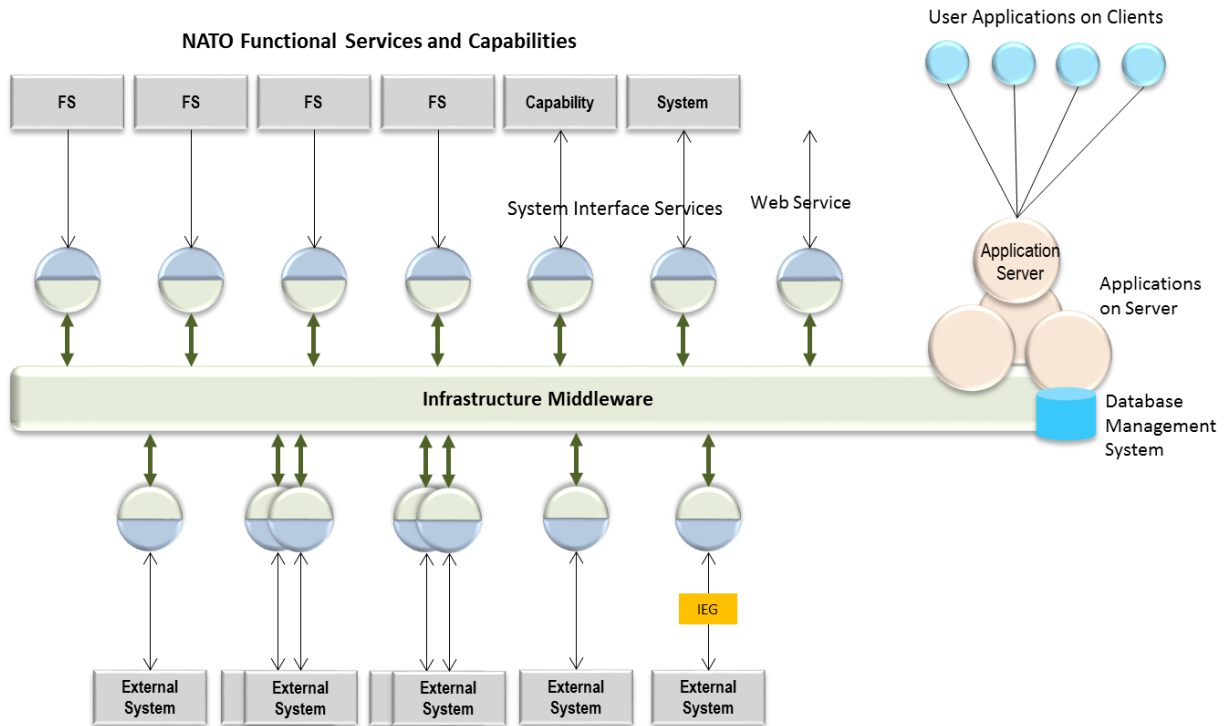 User Applications on Clients
NATO Functional Services and Capabilities
FS
FS
FS
FS
Capability
System
System Interface Services
Web Service
Application
Server
Applications
on Server
Infrastructure Middleware
Database
Management
System
IEG
External
System
External
System
External
System
External
System
External
System